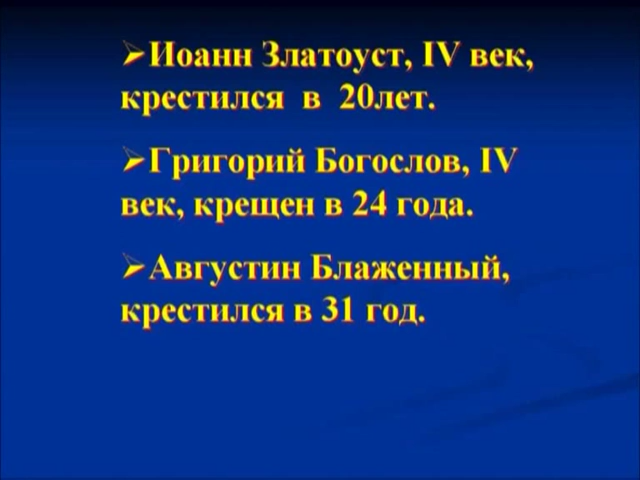 ➢Иоанн Златоуст, IV век,
крестился в 20лет.
➢Григорий Богослов, IV
век, крещен в 24 года.
➢Августин Блаженный,
крестился в 31 год.